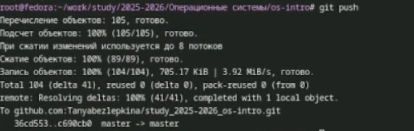 root@fedora:~/work/study/2025-2026/Операционные системы/os-intro# git push
Перечисление объектов: 105, готово.
Подсчет объектов: 100% (105/105), готово.
При сжатии изменений используется до 8 потоков
Сжатие объектов: 100% (89/89), готово.
Запись объектов: 100% (104/104), 705.17 KiB | 3.92 MiB/s, готово.
Total 104 (delta 41), reused 0 (delta 0), pack-reused 0 (from 0)
remote: Resolving deltas: 100% (41/41), completed with 1 local object.
To github.com:Tanyabezlepkina/study_2025-2026_os-intro.git
36cd553..c690cb0 master -> master